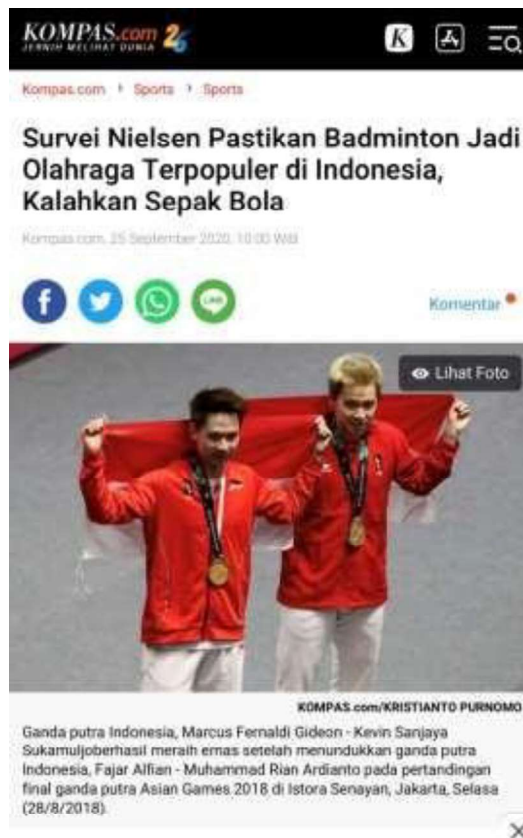 KOMPAS.com 26
JERNIH MELIHAT DUNIA
Kompas.com › Sports › Sports
Survei Nielsen Pastikan Badminton Jadi
Olahraga Terpopuler di Indonesia,
Kalahkan Sepak Bola
Kompas.com, 25 September 2020, 10:00 WIB
LINE
Komentar
Lihat Foto
KOMPAS.com/KRISTIANTO PURNOMO
Ganda putra Indonesia, Marcus Fernaldi Gideon - Kevin Sanjaya
Sukamuljoberhasil meraih emas setelah menundukkan ganda putra
Indonesia, Fajar Alfian - Muhammad Rian Ardianto pada pertandingan
final ganda putra Asian Games 2018 di Istora Senayan, Jakarta, Selasa
(28/8/2018).